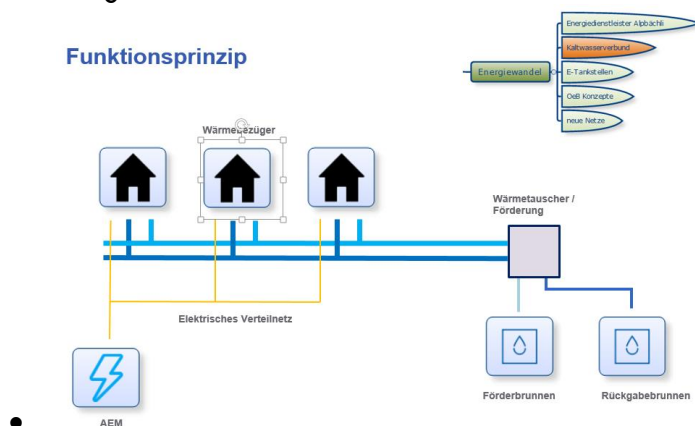 Energiedienstleister Alpbächli
Funktionsprinzip
Kaltwasserverbund
Energiewandel
E-Tankstellen
OeB Konzepte
neue Netze
Wärmebezüger
Wärmetauscher /
Förderung
Elektrisches Verteilnetz
Förderbrunnen
Rückgabebrunnen
AEM